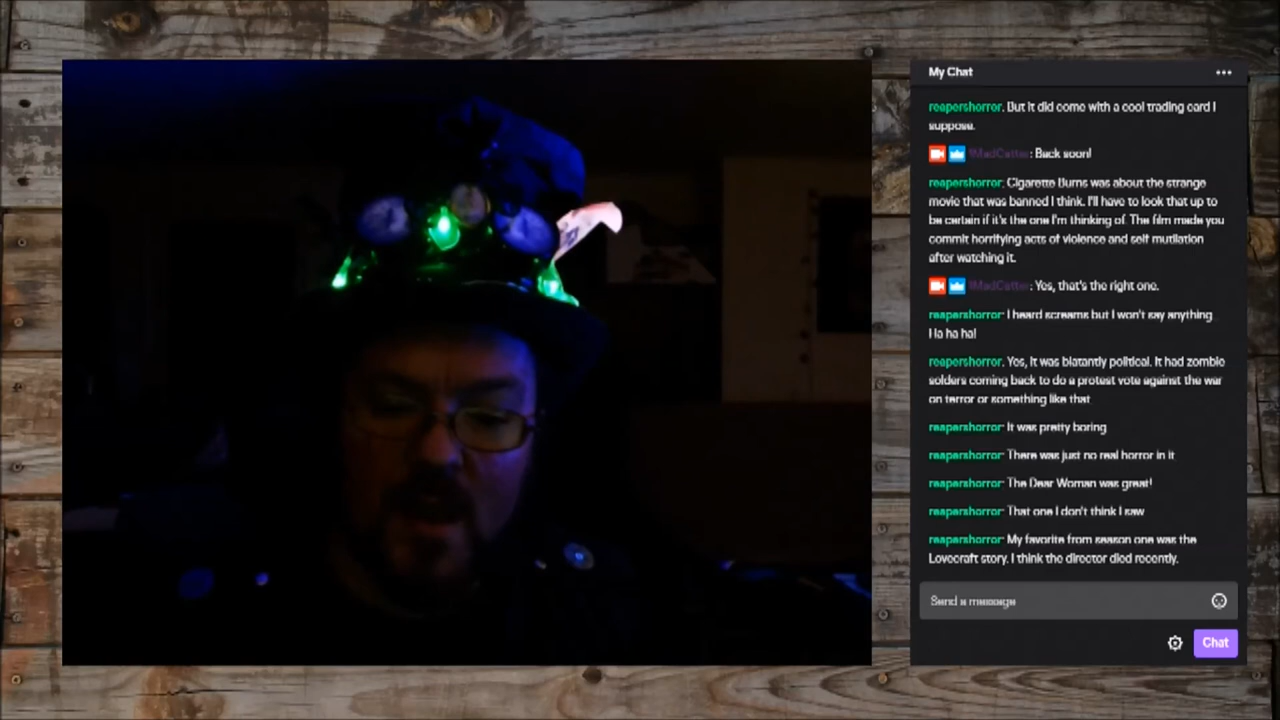 My Chat
reapershorror: But it did come with a cool trading card I
suppose.
!MadCatter: Back soon!
reapershorror: Cigarette Burns was about the strange
movie that was banned I think. I'll have to look that up to
be certain if it's the one I'm thinking of. The film made you
commit horrifying acts of violence and self mutilation
after watching it.
!MadCatter: Yes, that's the right one.
reapershorror: I heard screams but I won't say anything.
Ha ha ha!
reapershorror: Yes, it was blatantly political. It had zombie
solders coming back to do a protest vote against the war
on terror or something like that
reapershorror: It was pretty boring
reapershorror: There was just no real horror in it
reapershorror: The Dear Woman was great!
reapershorror: That one I don't think I saw
reapershorror: My favorite from season one was the
Lovecraft story. I think the director died recently.
Send a message
Chat